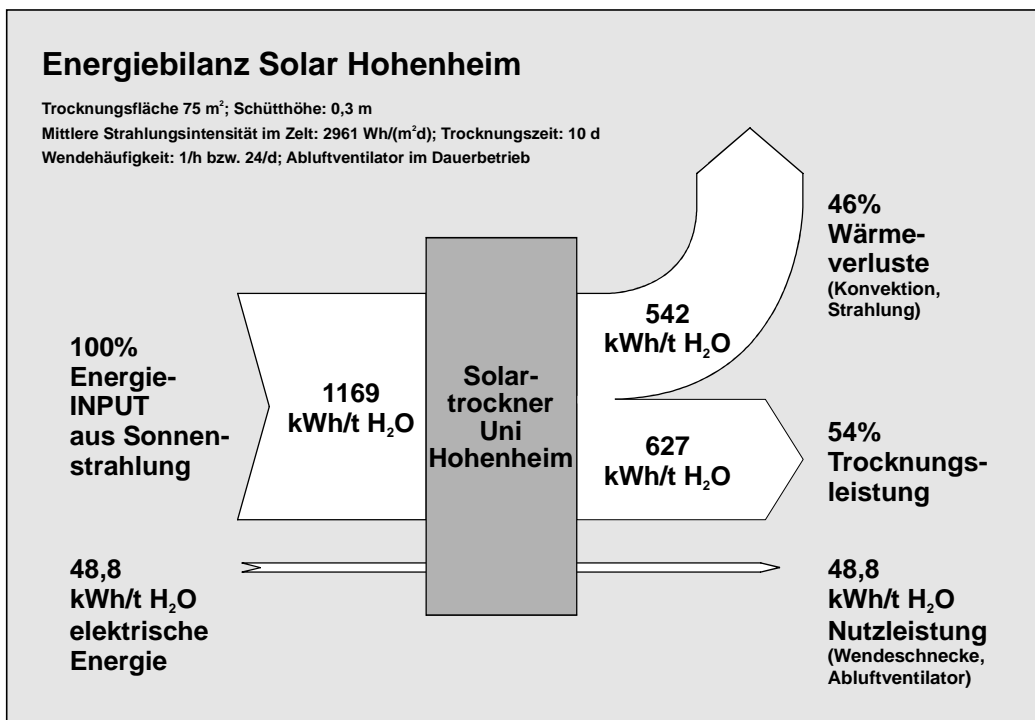 Energiebilanz Solar Hohenheim
Trocknungsfläche 75 m²; Schütthöhe: 0,3 m
Mittlere Strahlungsintensität im Zelt: 2961 Wh/(m²d); Trocknungszeit: 10 d
Wendehäufigkeit: 1/h bzw. 24/d; Abluftventilator im Dauerbetrieb
100%
Energie-
INPUT
aus Sonnen-
strahlung
1169
kWh/t H₂O
Solar-
trockner
Uni
Hohenheim
542
kWh/t H₂O
46%
Wärme-
verluste
(Konvektion,
Strahlung)
627
kWh/t H₂O
54%
Trocknungs-
leistung
48,8
kWh/t H₂O
elektrische
Energie
48,8
kWh/t H₂O
Nutzleistung
(Wendeschnecke,
Abluftventilator)